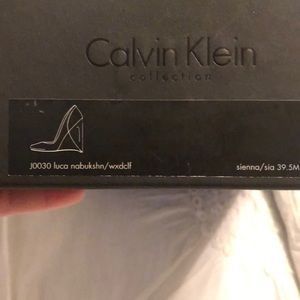 Calvin Klein
collection
J0030 luca nabukshn/wxdclf
sienna/sia 39.5M